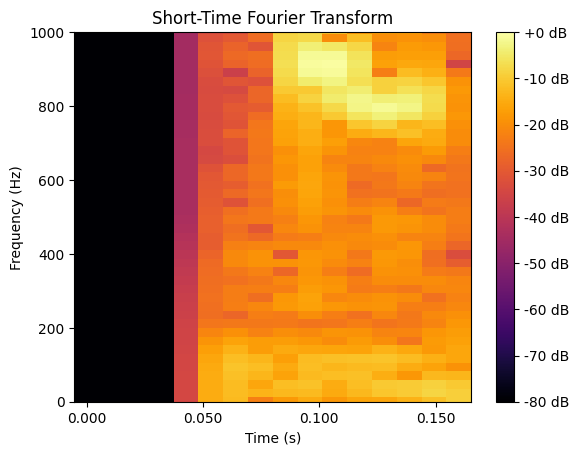 Short-Time Fourier Transform
1000
800
600
400
200
0
Frequency (Hz)
0.000
0.050
0.100
0.150
Time (s)
+0 dB
-10 dB
-20 dB
-30 dB
-40 dB
-50 dB
-60 dB
-70 dB
-80 dB